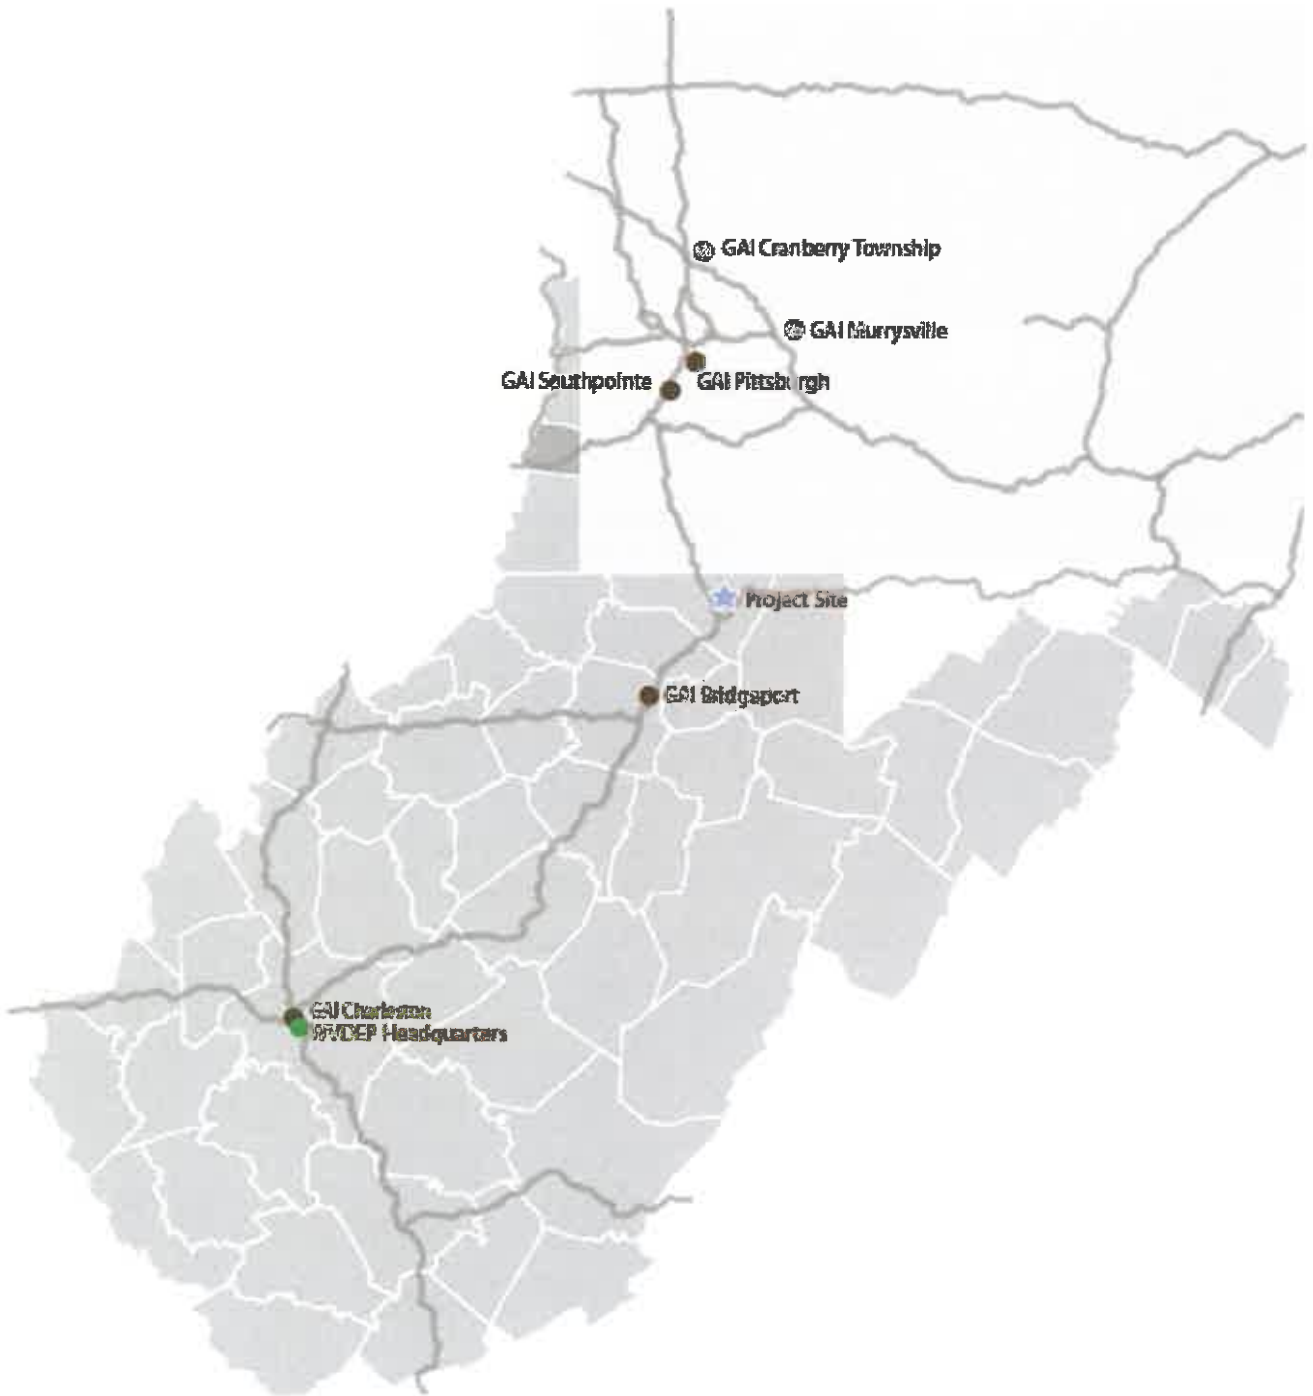 GAI Cranberry Township
GAI Murrysville
GAI Southpointe
GAI Pittsburgh
Project Site
GAI Bridgeport
GAI Charleston
WVDEP Headquarters